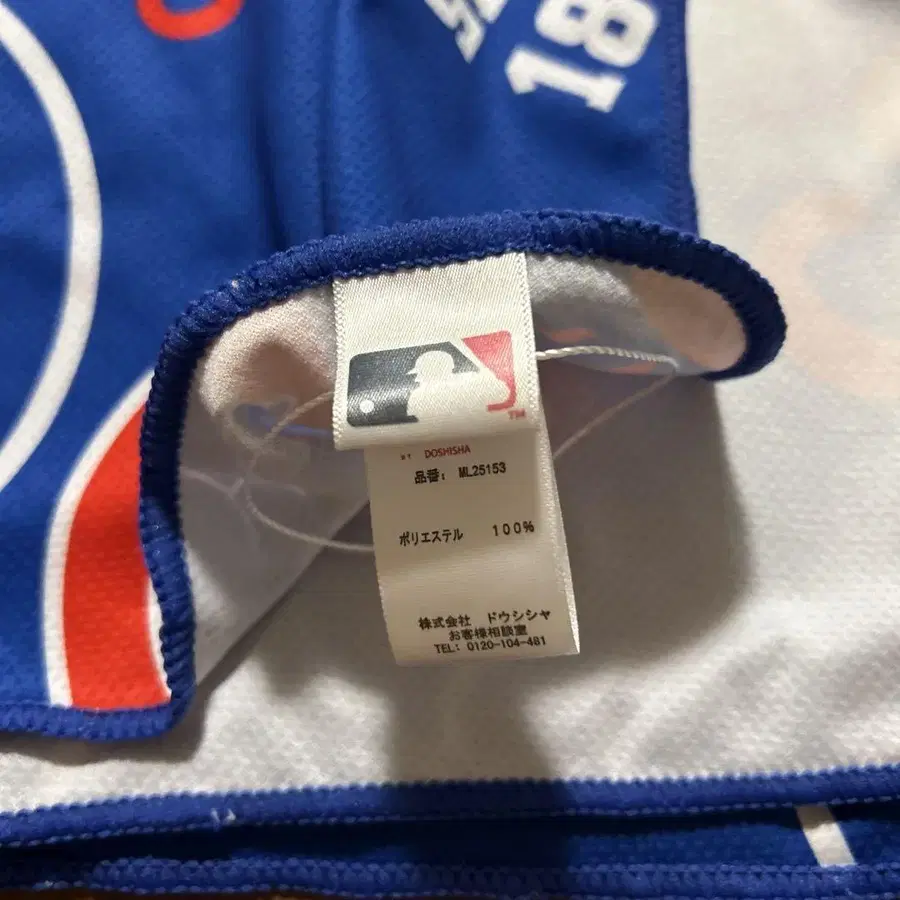 18
TM
BY DOSHISHA
品番: ML25153
ポリエステル 100%
株式会社 ドウシシャ
お客様相談室
TEL: 0120-104-481